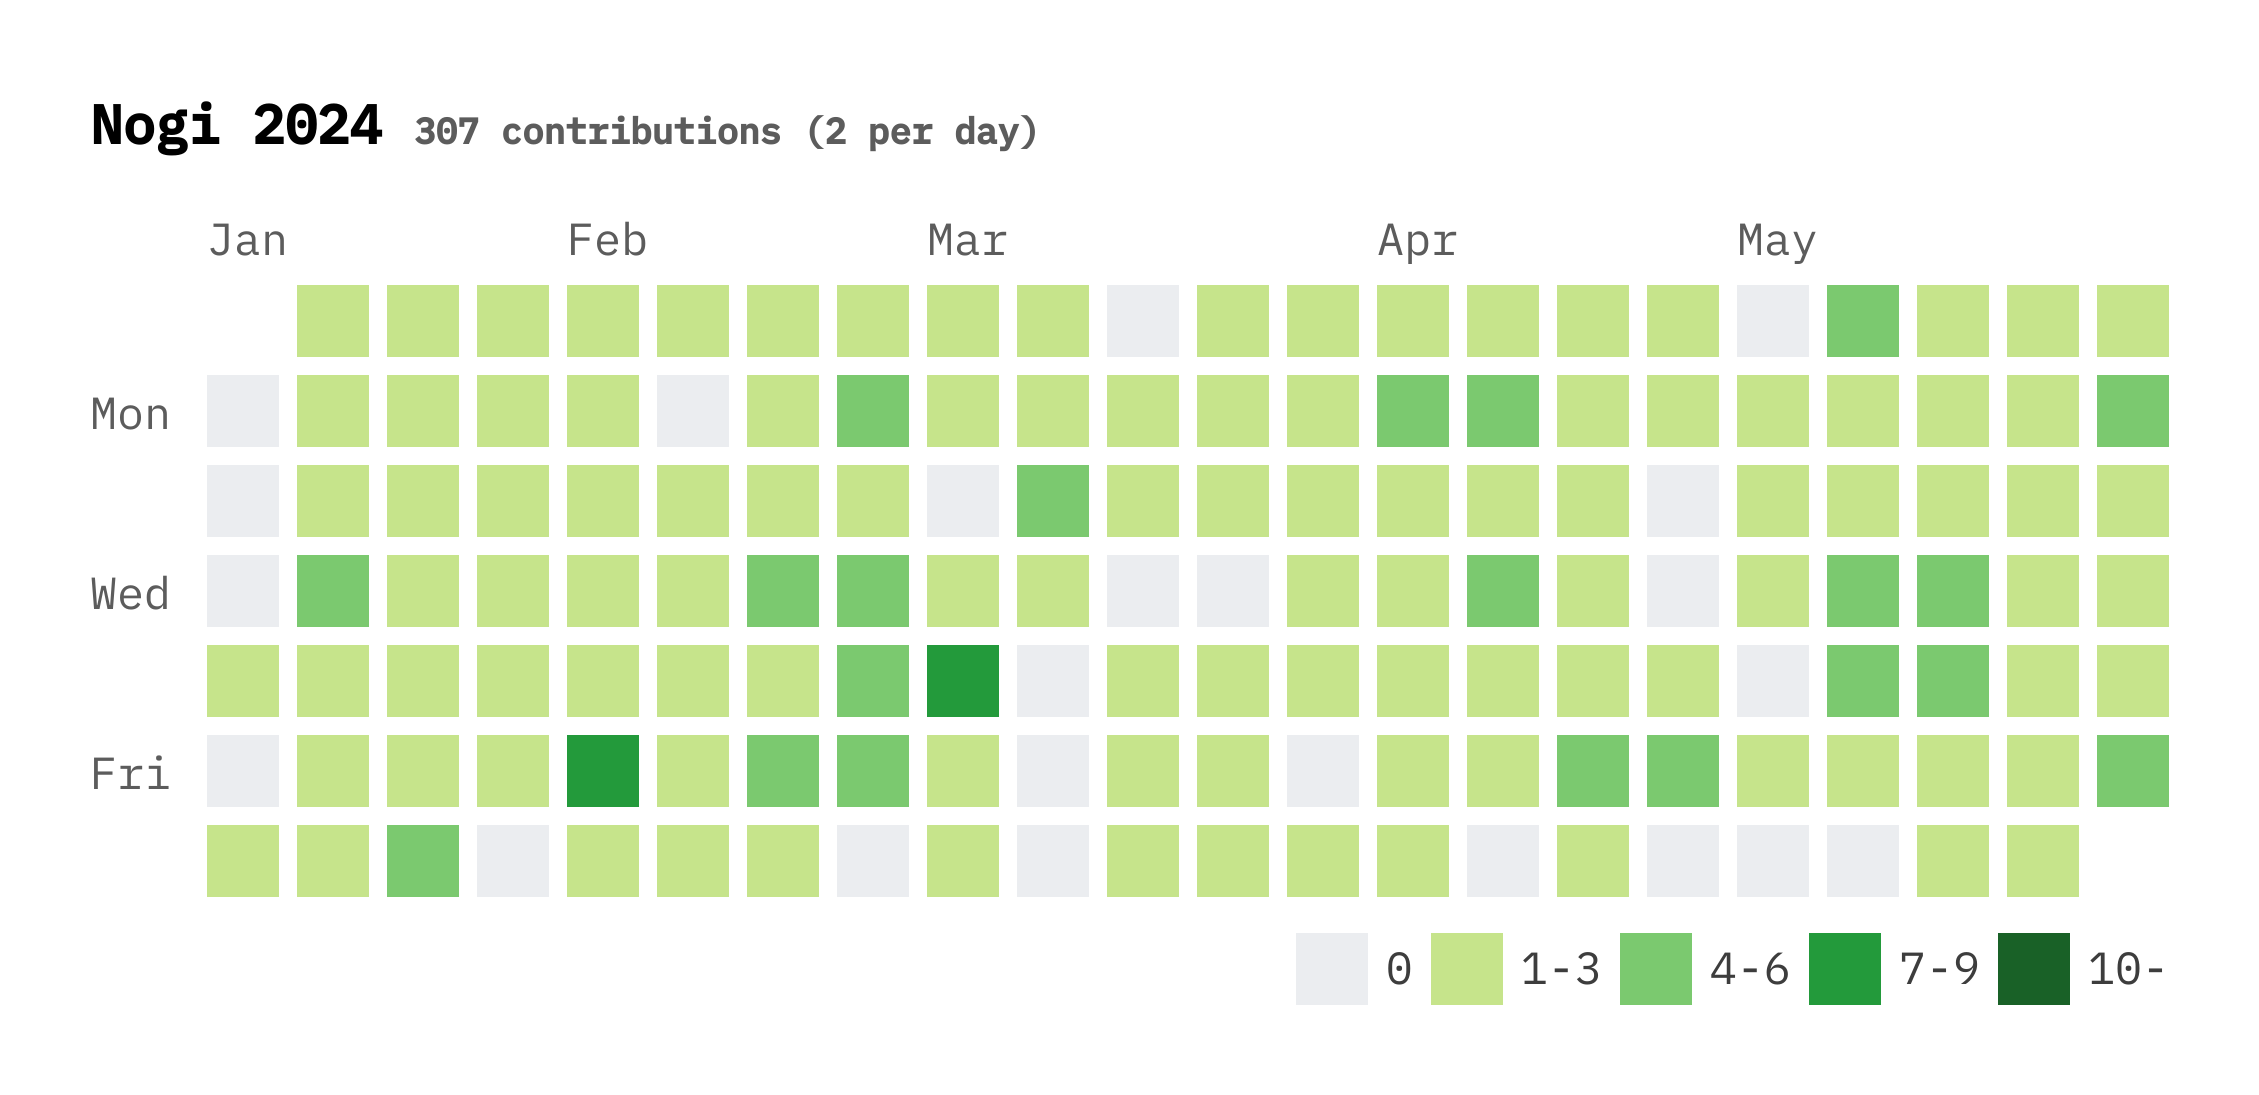 Nogi 2024 307 contributions (2 per day)
Jan Feb Mar Apr May
Mon
Wed
Fri
0 1-3 4-6 7-9 10-